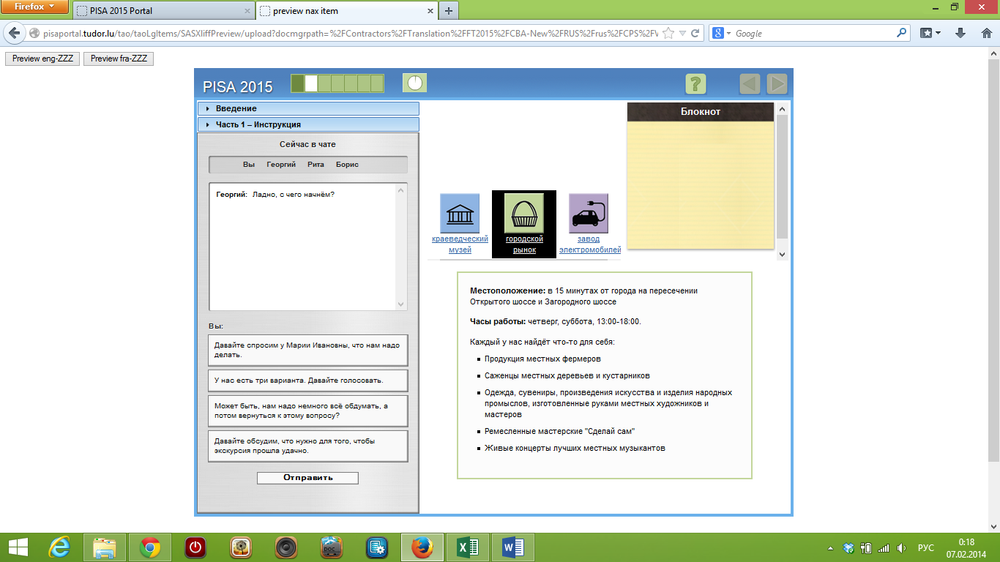 Firefox
PISA 2015 Portal
preview nax item
pisaportal.tudor.lu/tao/taoLgItems/SASXliffPreview/upload?docmgrpath=%2FContractors%2FTranslation%2FFT2015%2FCBA-New%2FRUS%2Frus%2FCPS%2FV
Google
Preview eng-ZZZ Preview fra-ZZZ
PISA 2015
?
Введение
Часть 1 – Инструкция
Сейчас в чате
Вы Георгий Рита Борис
Георгий: Ладно, с чего начнём?
Вы:
Давайте спросим у Марии Ивановны, что нам надо
делать.
У нас есть три варианта. Давайте голосовать.
Может быть, нам надо немного всё обдумать, а
потом вернуться к этому вопросу?
Давайте обсудим, что нужно для того, чтобы
экскурсия прошла удачно.
Отправить
Блокнот
краеведческий
музей
городской
рынок
завод
электромобилей
Местоположение: в 15 минутах от города на пересечении
Открытого шоссе и Загородного шоссе
Часы работы: четверг, суббота, 13:00-18:00.
Каждый у нас найдёт что-то для себя:
Продукция местных фермеров
Саженцы местных деревьев и кустарников
Одежда, сувениры, произведения искусства и изделия народных
промыслов, изготовленные руками местных художников и
мастеров
Ремесленные мастерские "Сделай сам"
Живые концерты лучших местных музыкантов
DOC
РУС
0:18
07.02.2014